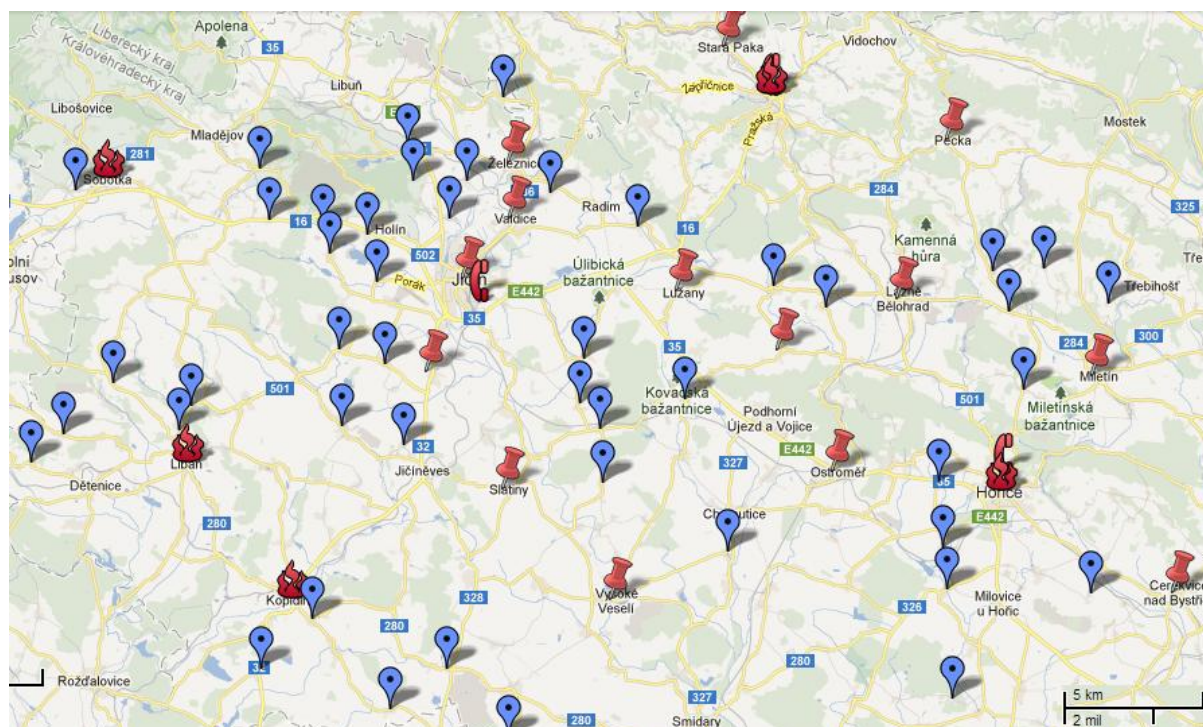 Apolena
Liberecký kraj
Královéhradecký kraj
35
Stará Paka
Vidochov
Libuň
Libošovice
Mladějov
281
Sobotka
Železnice
Pecka
Mostek
Pražská
284
325
Valdice
Radim
16
Holín
502
16
Kamenná
hůra
Porák
Jičín
E442
Úlibická
bažantnice
Lužany
Lázně
Bělohrad
Třebihošť
35
35
284
300
Miletín
501
Kovačská
bažantnice
501
Miletínská
bažantnice
Podhorní
Újezd a Vojice
32
Libáň
Dětenice
Jičíněves
Slatiny
327
E442
Ostroměř
35
Hořice
E442
280
328
Vysoké
Veselí
326
Milovice
u Hořic
Cerekvice
280
32
Rožďalovice
280
327
280
Smidary
5 km
2 mil